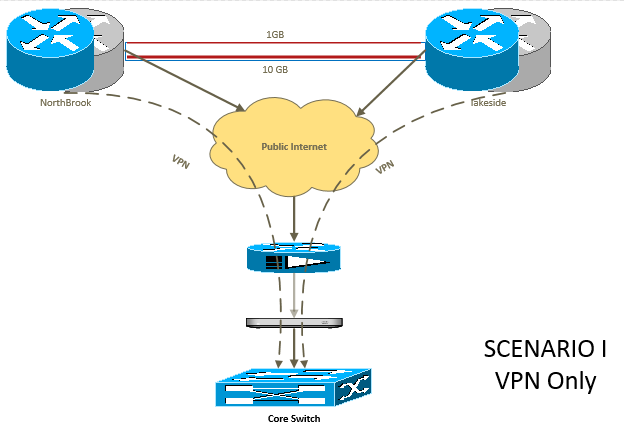 1GB
10 GB
NorthBrook
lakeside
VPN
Public Internet
VPN
SCENARIO I
VPN Only
Core Switch